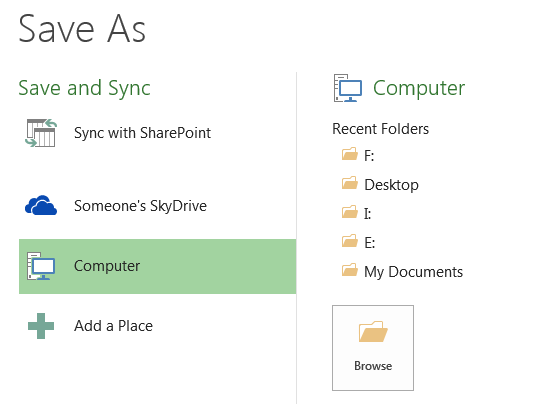 Save As
Save and Sync
Sync with SharePoint
Someone's SkyDrive
Computer
Add a Place
Computer
Recent Folders
F:
Desktop
I:
E:
My Documents
Browse